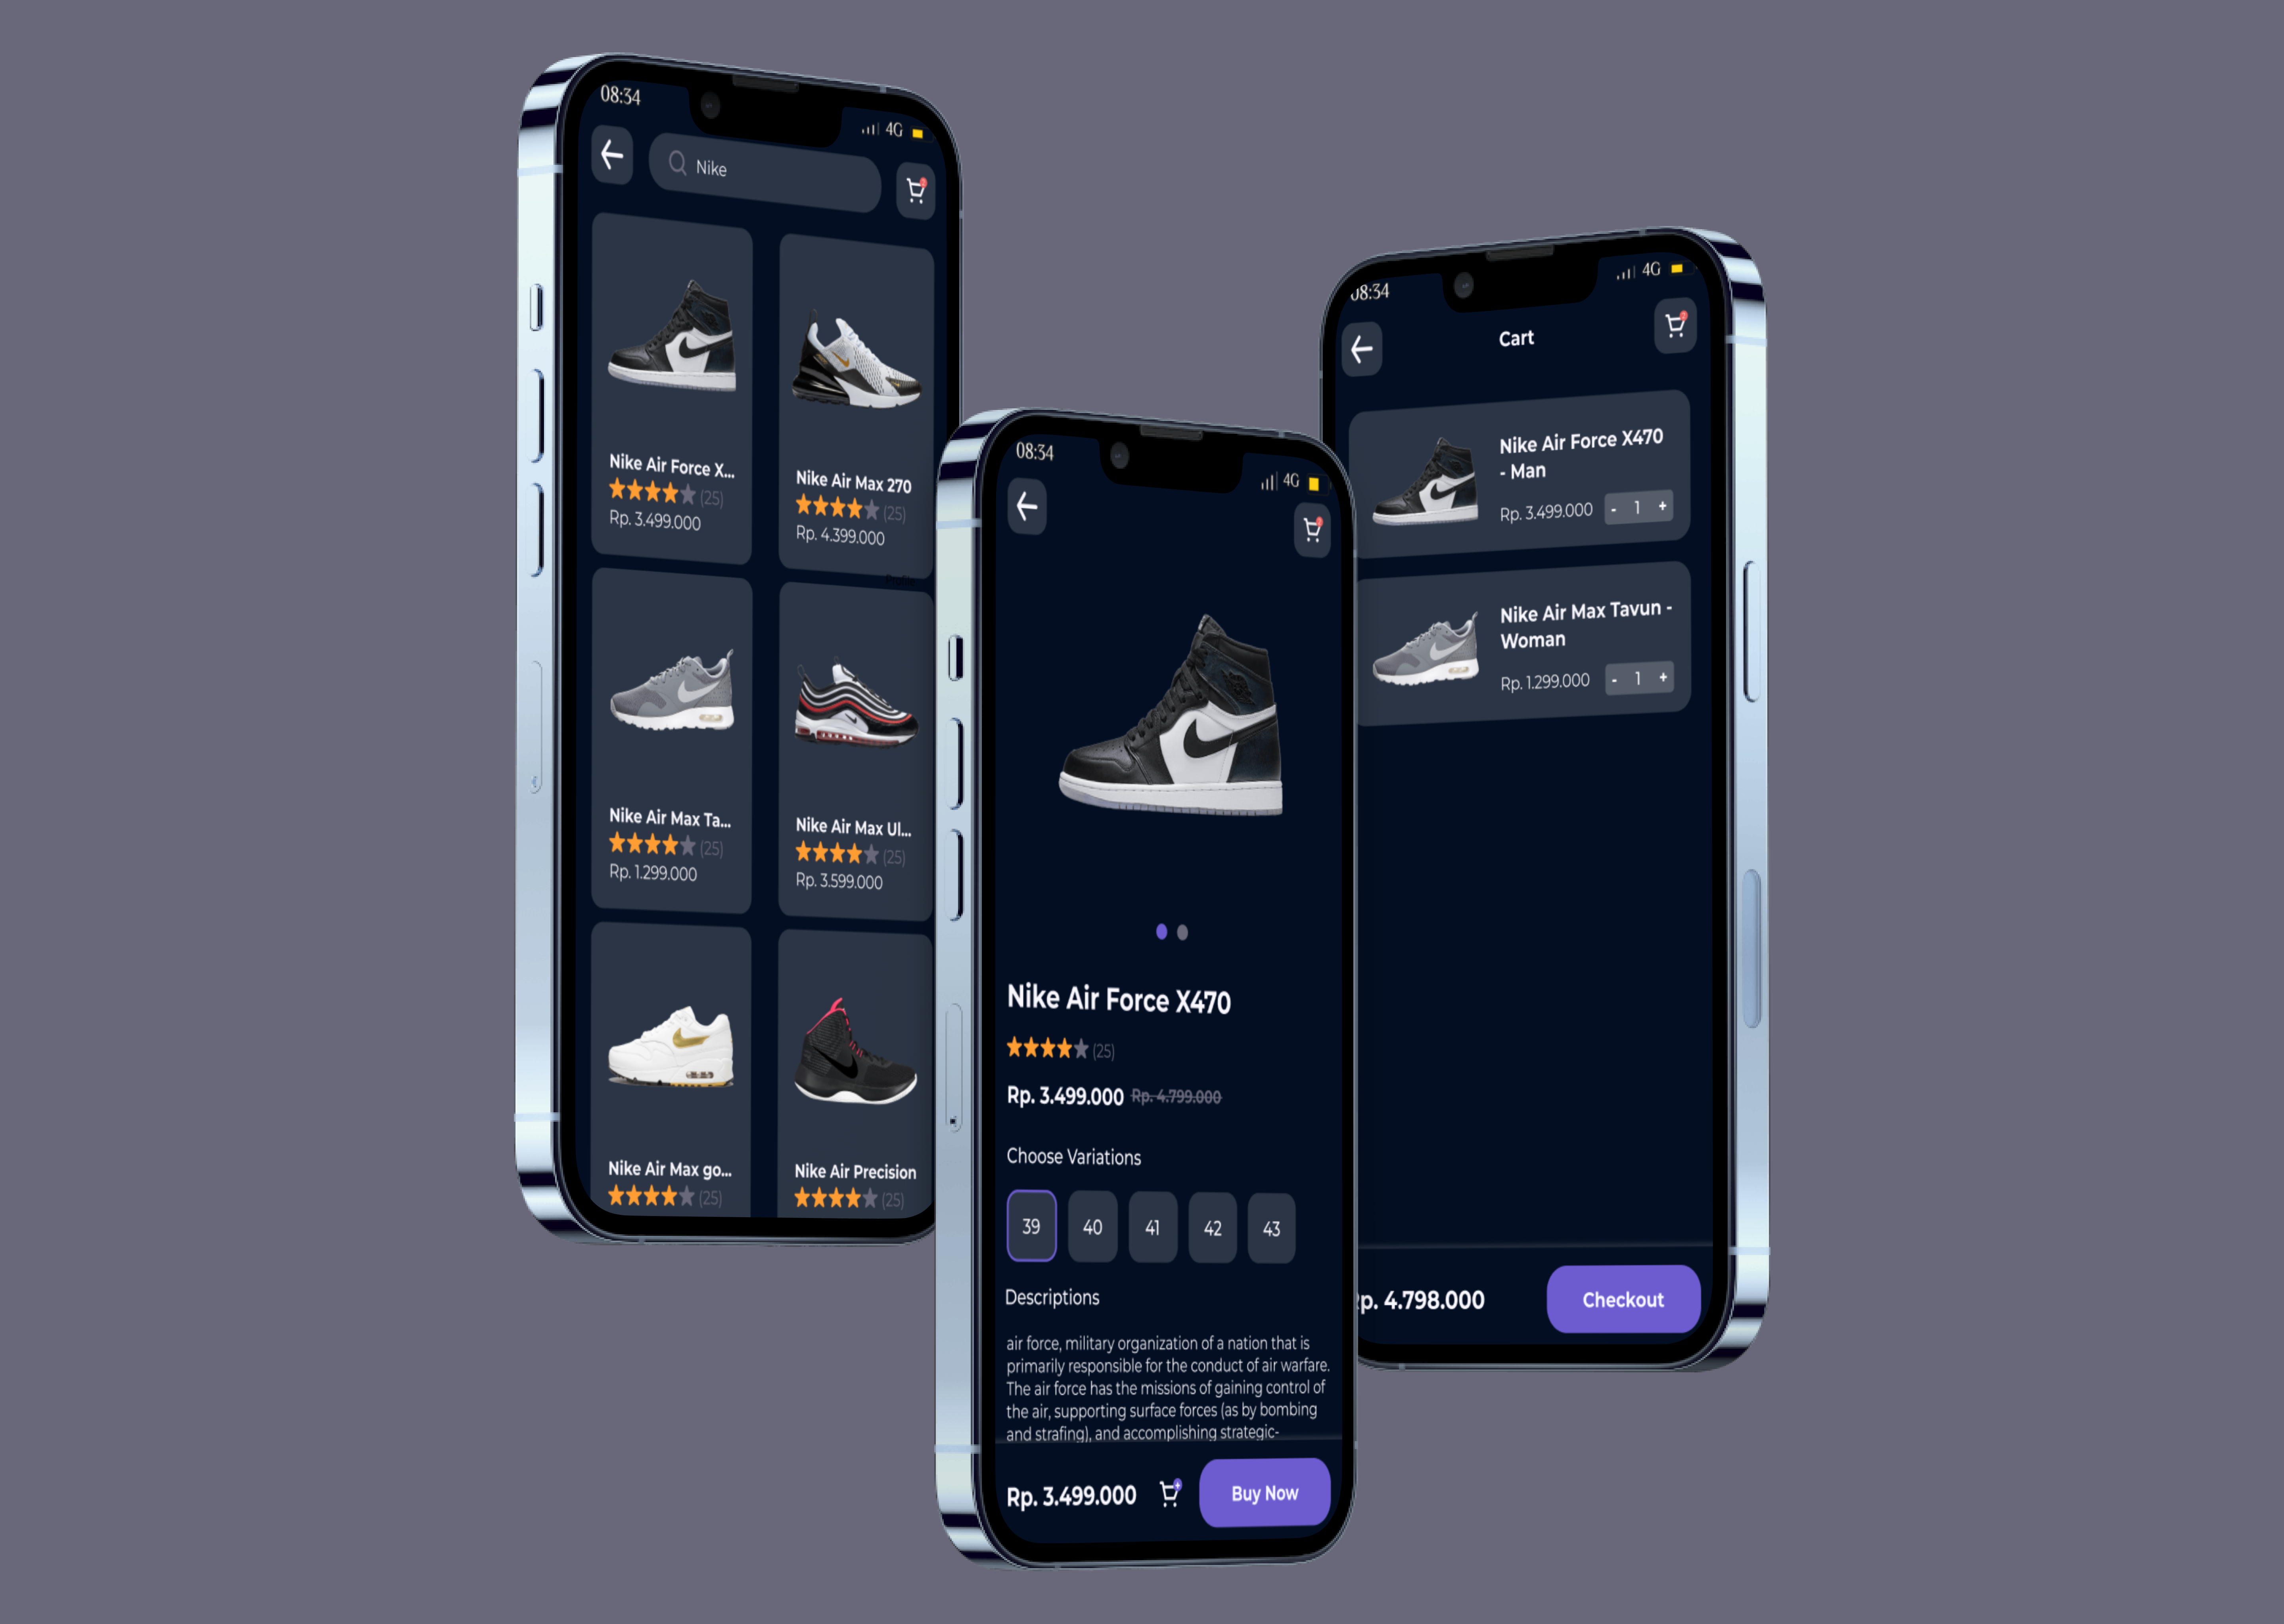 08:34
4G
Nike
Nike Air Force X...
(25)
Rp. 3.499.000
Nike Air Max 270
(25)
Rp. 4.399.000
Nike Air Max Ta...
(25)
Rp. 1.299.000
Nike Air Max Ul...
(25)
Rp. 3.599.000
Nike Air Max go...
(25)
Nike Air Precision
(25)
08:34
4G
Nike Air Force X470
(25)
Rp. 3.499.000 Rp. 4.799.000
Choose Variations
39 40 41 42 43
Descriptions
air force, military organization of a nation that is
primarily responsible for the conduct of air warfare.
The air force has the missions of gaining control of
the air, supporting surface forces (as by bombing
and strafing), and accomplishing strategic-
Rp. 3.499.000
Buy Now
08:34
4G
Cart
Nike Air Force X470
- Man
Rp. 3.499.000 - 1 +
Nike Air Max Tavun -
Woman
Rp. 1.299.000 - 1 +
Rp. 4.798.000
Checkout